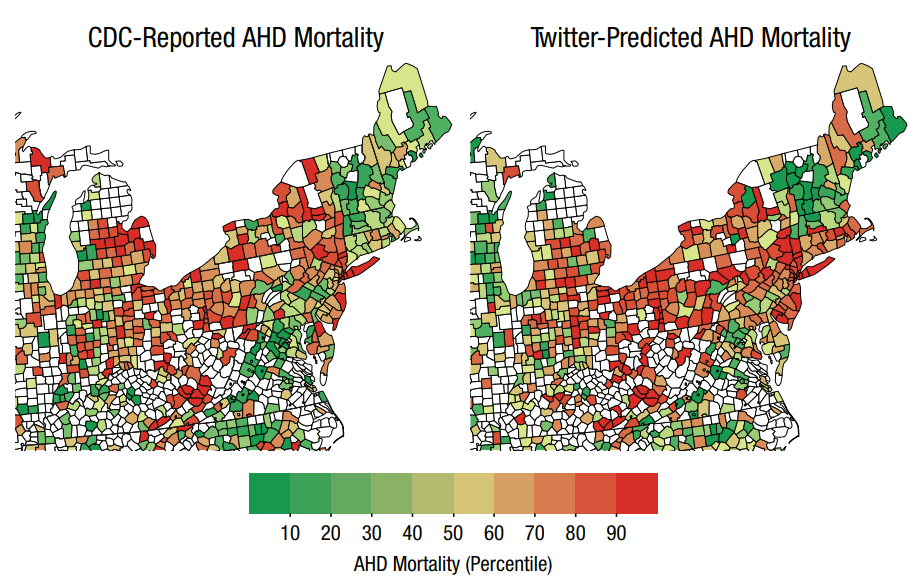 CDC-Reported AHD Mortality
Twitter-Predicted AHD Mortality
10 20 30 40 50 60 70 80 90
AHD Mortality (Percentile)